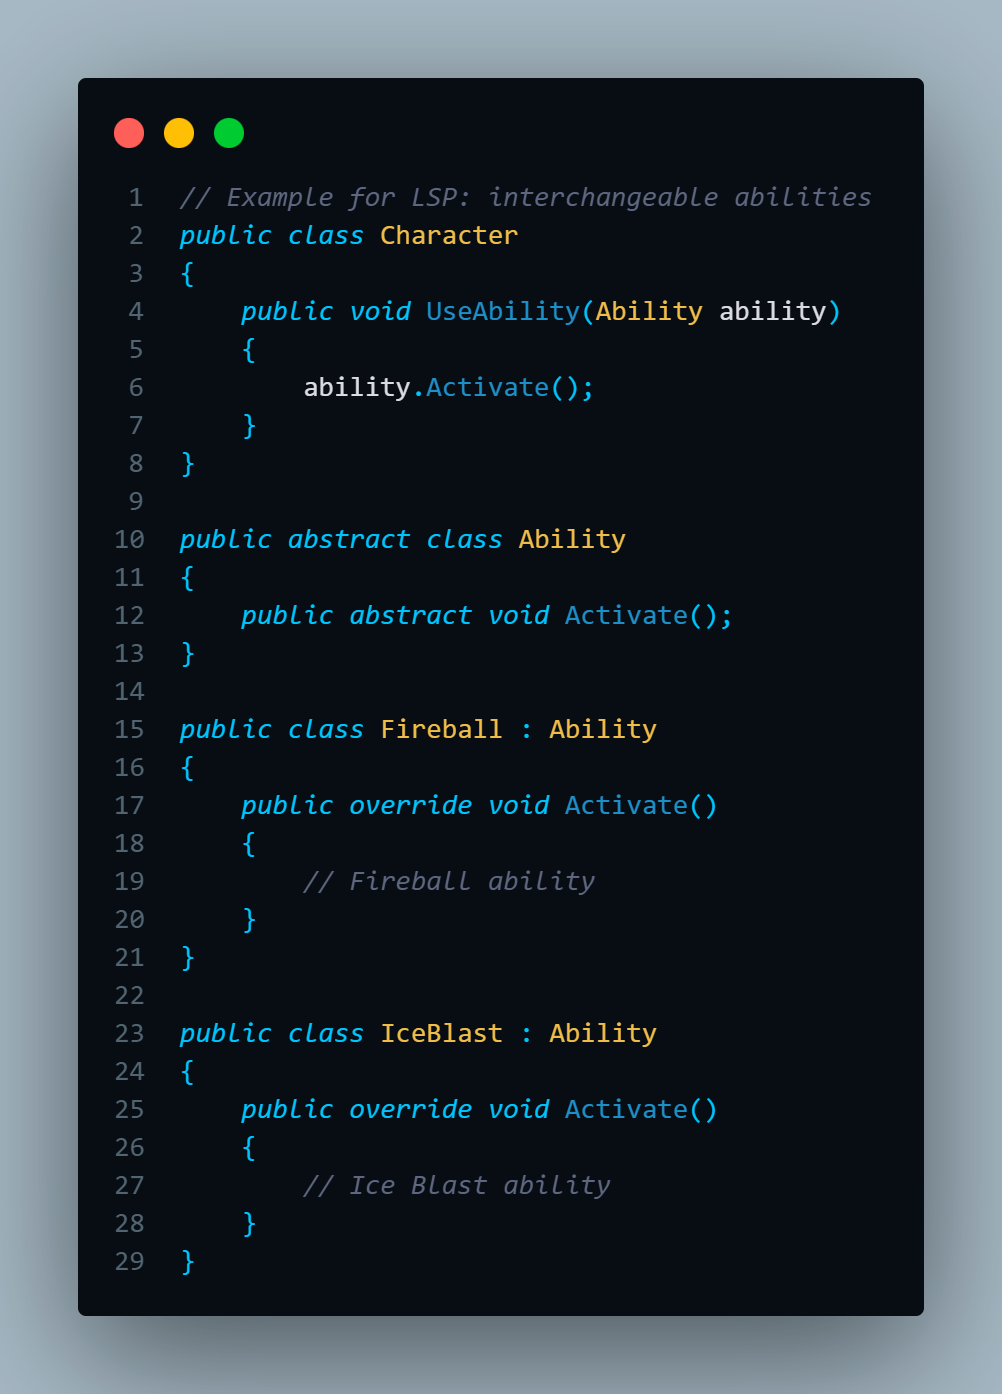 1 // Example for LSP: interchangeable abilities
2 public class Character
3 {
4     public void UseAbility(Ability ability)
5     {
6         ability.Activate();
7     }
8 }
9
10 public abstract class Ability
11 {
12     public abstract void Activate();
13 }
14
15 public class Fireball : Ability
16 {
17     public override void Activate()
18     {
19         // Fireball ability
20     }
21 }
22
23 public class IceBlast : Ability
24 {
25     public override void Activate()
26     {
27         // Ice Blast ability
28     }
29 }